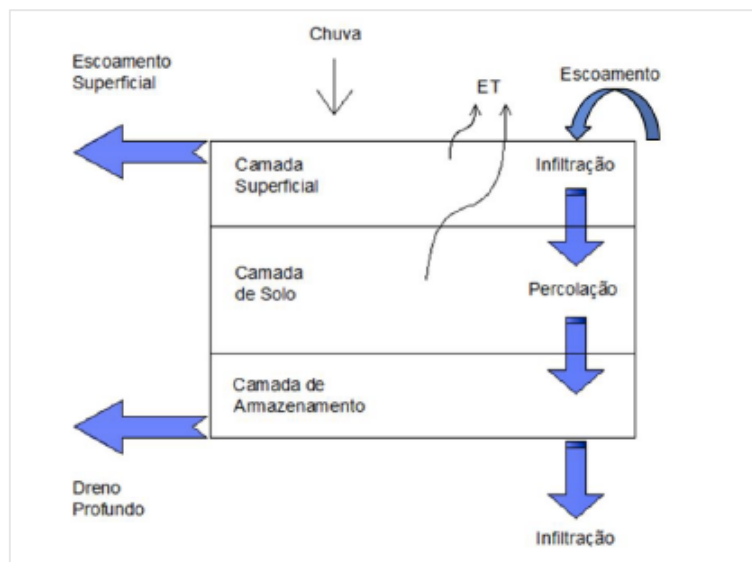 Chuva
Escoamento
Superficial
ET
Escoamento
Camada
Superficial
Infiltração
Camada
de Solo
Percolação
Camada de
Armazenamento
Dreno
Profundo
Infiltração